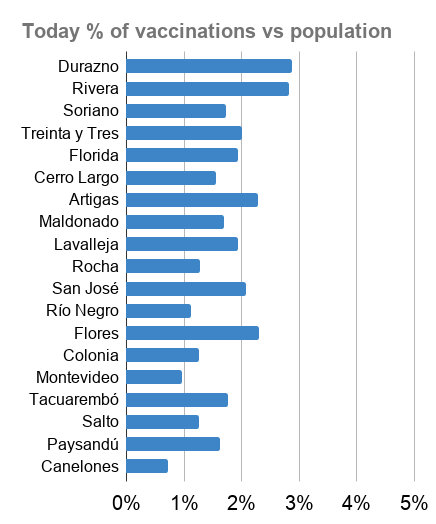 Today % of vaccinations vs population
Durazno
Rivera
Soriano
Treinta y Tres
Florida
Cerro Largo
Artigas
Maldonado
Lavalleja
Rocha
San José
Río Negro
Flores
Colonia
Montevideo
Tacuarembó
Salto
Paysandú
Canelones
0% 1% 2% 3% 4% 5%